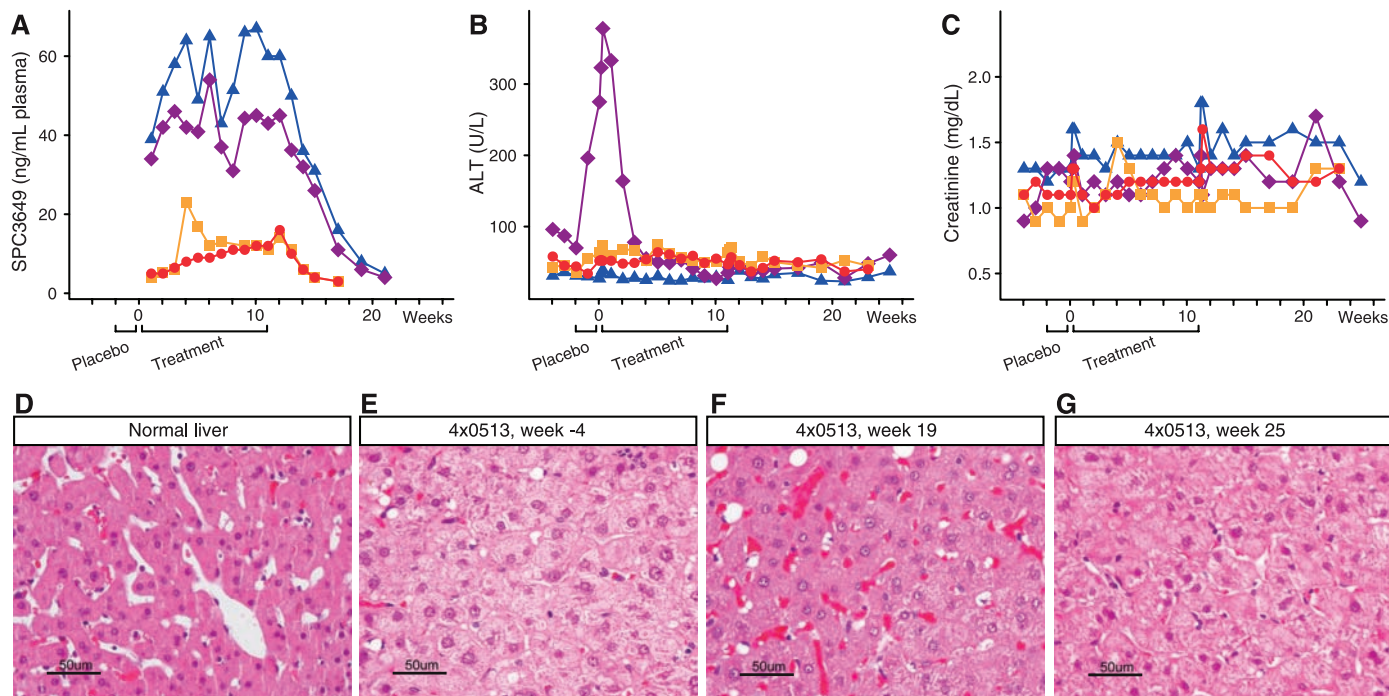 A
SPC3649 (ng/mL plasma)
60
40
20
0
0
10
20
Weeks
Placebo
Treatment
B
ALT (U/L)
300
200
100
0
10
Weeks
Placebo
Treatment
C
Creatinine (mg/dL)
2.0
1.5
1.0
0.5
0
10
20
Weeks
Placebo
Treatment
D
Normal liver
50um
E
4x0513, week -4
50um
F
4x0513, week 19
50um
G
4x0513, week 25
50um